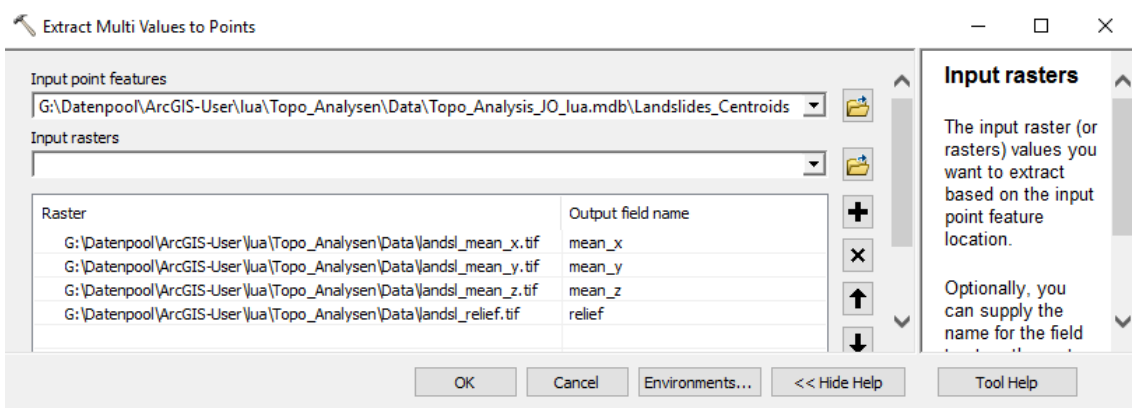 Extract Multi Values to Points
Input point features
G:\Datenpool\ArcGIS-User\lua\Topo_Analysen\Data\Topo_Analysis_JO_lua.mdb\Landslides_Centroids
Input rasters
Raster Output field name
G:\Datenpool\ArcGIS-User\lua\Topo_Analysen\Data\landsl_mean_x.tif mean_x
G:\Datenpool\ArcGIS-User\lua\Topo_Analysen\Data\landsl_mean_y.tif mean_y
G:\Datenpool\ArcGIS-User\lua\Topo_Analysen\Data\landsl_mean_z.tif mean_z
G:\Datenpool\ArcGIS-User\lua\Topo_Analysen\Data\landsl_relief.tif relief
Input rasters
The input raster (or
rasters) values you
want to extract
based on the input
point feature
location.
Optionally, you
can supply the
name for the field
OK Cancel Environments... << Hide Help Tool Help